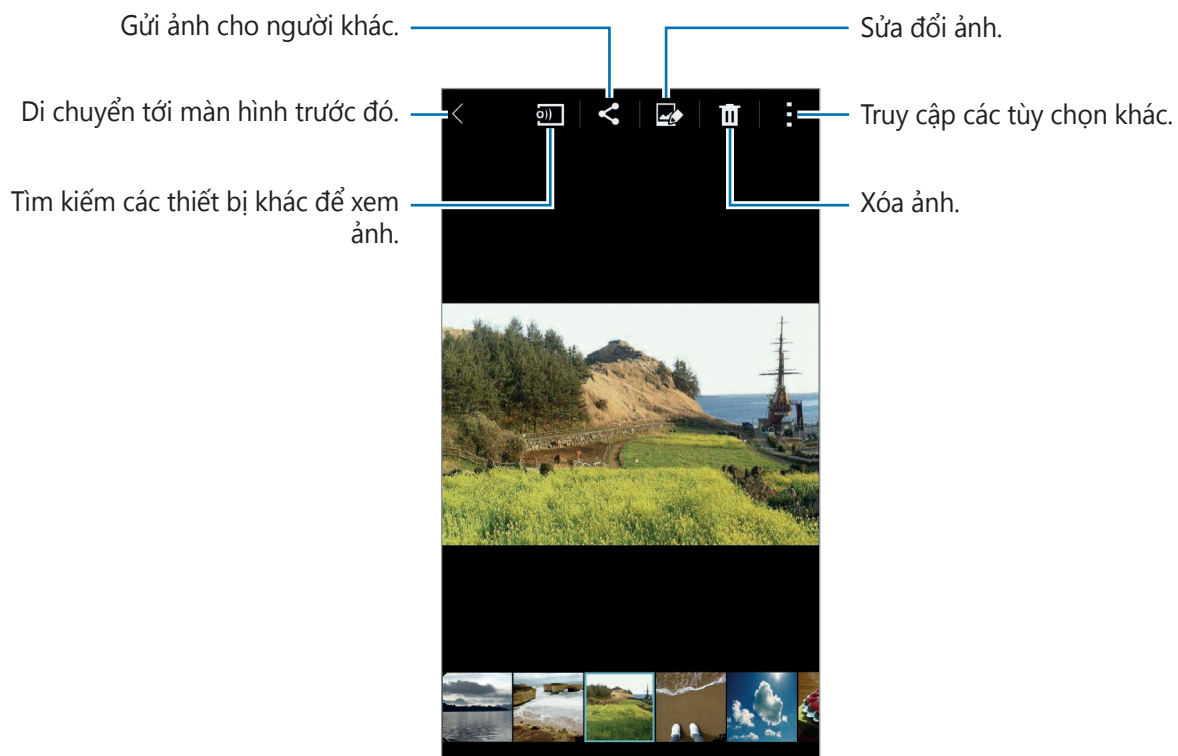 Gửi ảnh cho người khác.
Sửa đổi ảnh.
Di chuyển tới màn hình trước đó.
Truy cập các tùy chọn khác.
Tìm kiếm các thiết bị khác để xem
ảnh.
Xóa ảnh.